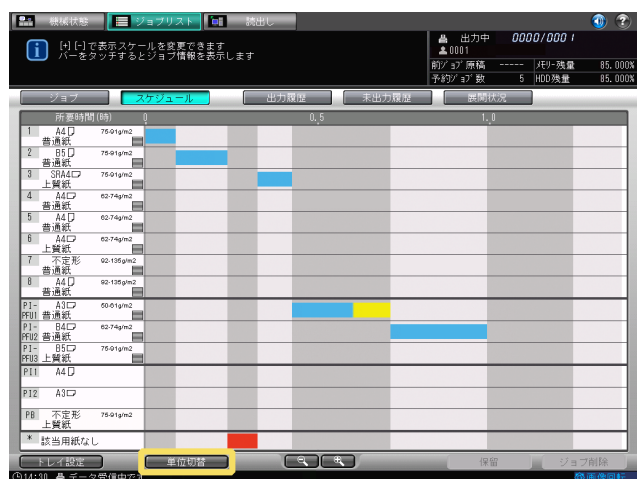 機械状態 ジョブリスト 読出し
[+] [-] で表示スケールを変更できます
バーをタッチするとジョブ情報を表示します
出力中 0000/0001
0001
前ジョブ原稿 ----- メモリー残量 85.000%
予約ジョブ数 5 HDD残量 85.000%
ジョブ スケジュール 出力履歴 未出力履歴 展開状況
所要時間(時) 0 0.5 1.0
1 A4 75-91g/m2
普通紙
2 B5 75-91g/m2
普通紙
3 SRA4 75-91g/m2
上質紙
4 A4 62-74g/m2
普通紙
5 A4 62-74g/m2
普通紙
6 A4 62-74g/m2
上質紙
7 不定形 92-135g/m2
普通紙
8 A4 92-135g/m2
普通紙
PI- A3 50-61g/m2
PFU1 普通紙
PI- B4 62-74g/m2
PFU2 普通紙
PI- B5 75-91g/m2
PFU3 上質紙
PI1 A4
PI2 A3
PB 不定形 75-91g/m2
上質紙
* 該当用紙なし
トレイ設定 単位切替 保留 ジョブ削除
14:30 データ受信中で 画像回転